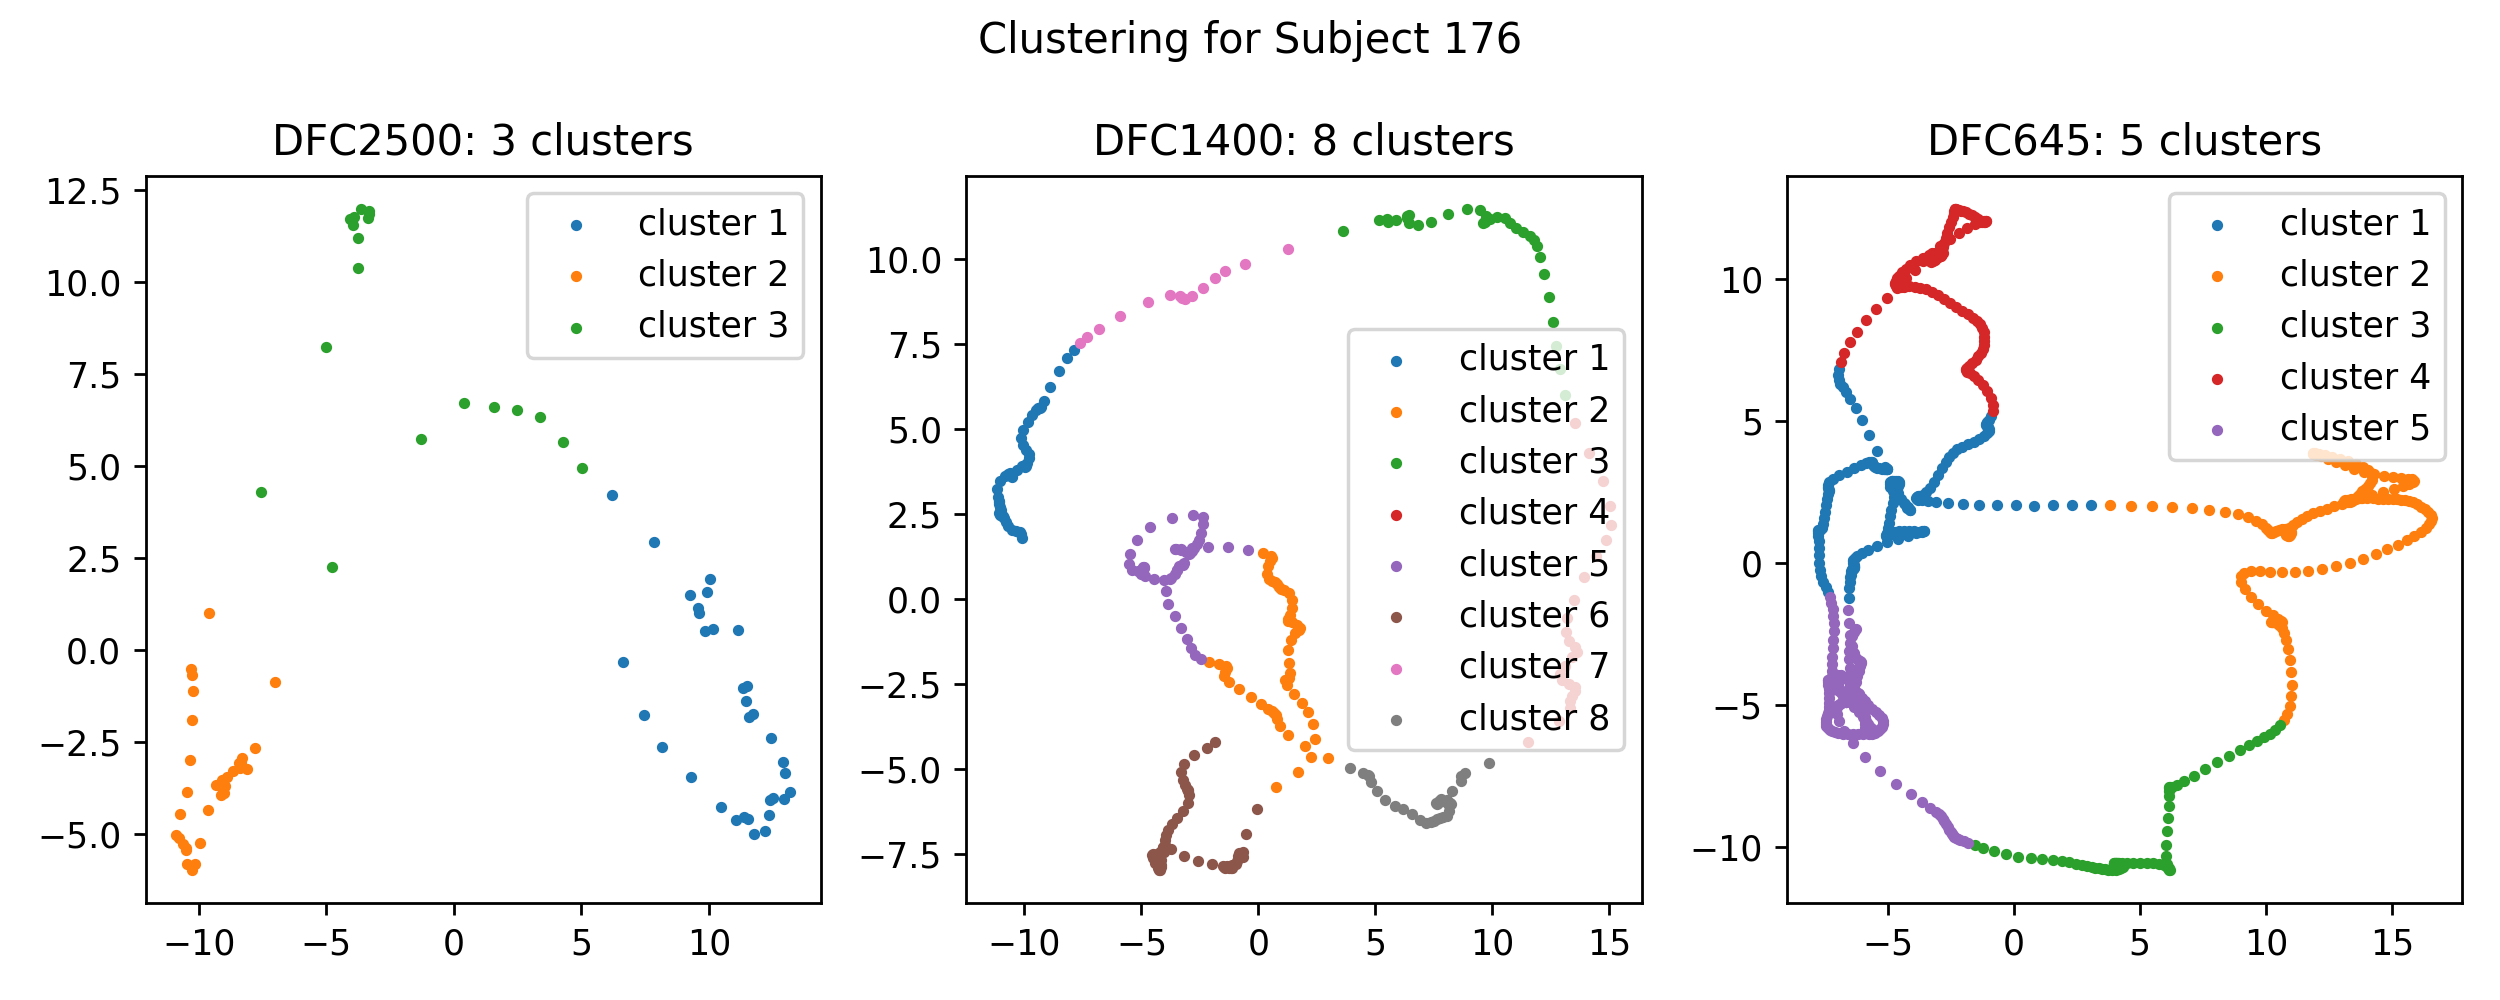 Clustering for Subject 176
DFC2500: 3 clusters
12.5
10.0
7.5
5.0
2.5
0.0
−2.5
−5.0
−10
−5
0
5
10
cluster 1
cluster 2
cluster 3
DFC1400: 8 clusters
10.0
7.5
5.0
2.5
0.0
−2.5
−5.0
−7.5
−10
−5
0
5
10
15
cluster 1
cluster 2
cluster 3
cluster 4
cluster 5
cluster 6
cluster 7
cluster 8
DFC645: 5 clusters
10
5
0
−5
−10
−5
0
5
10
15
cluster 1
cluster 2
cluster 3
cluster 4
cluster 5